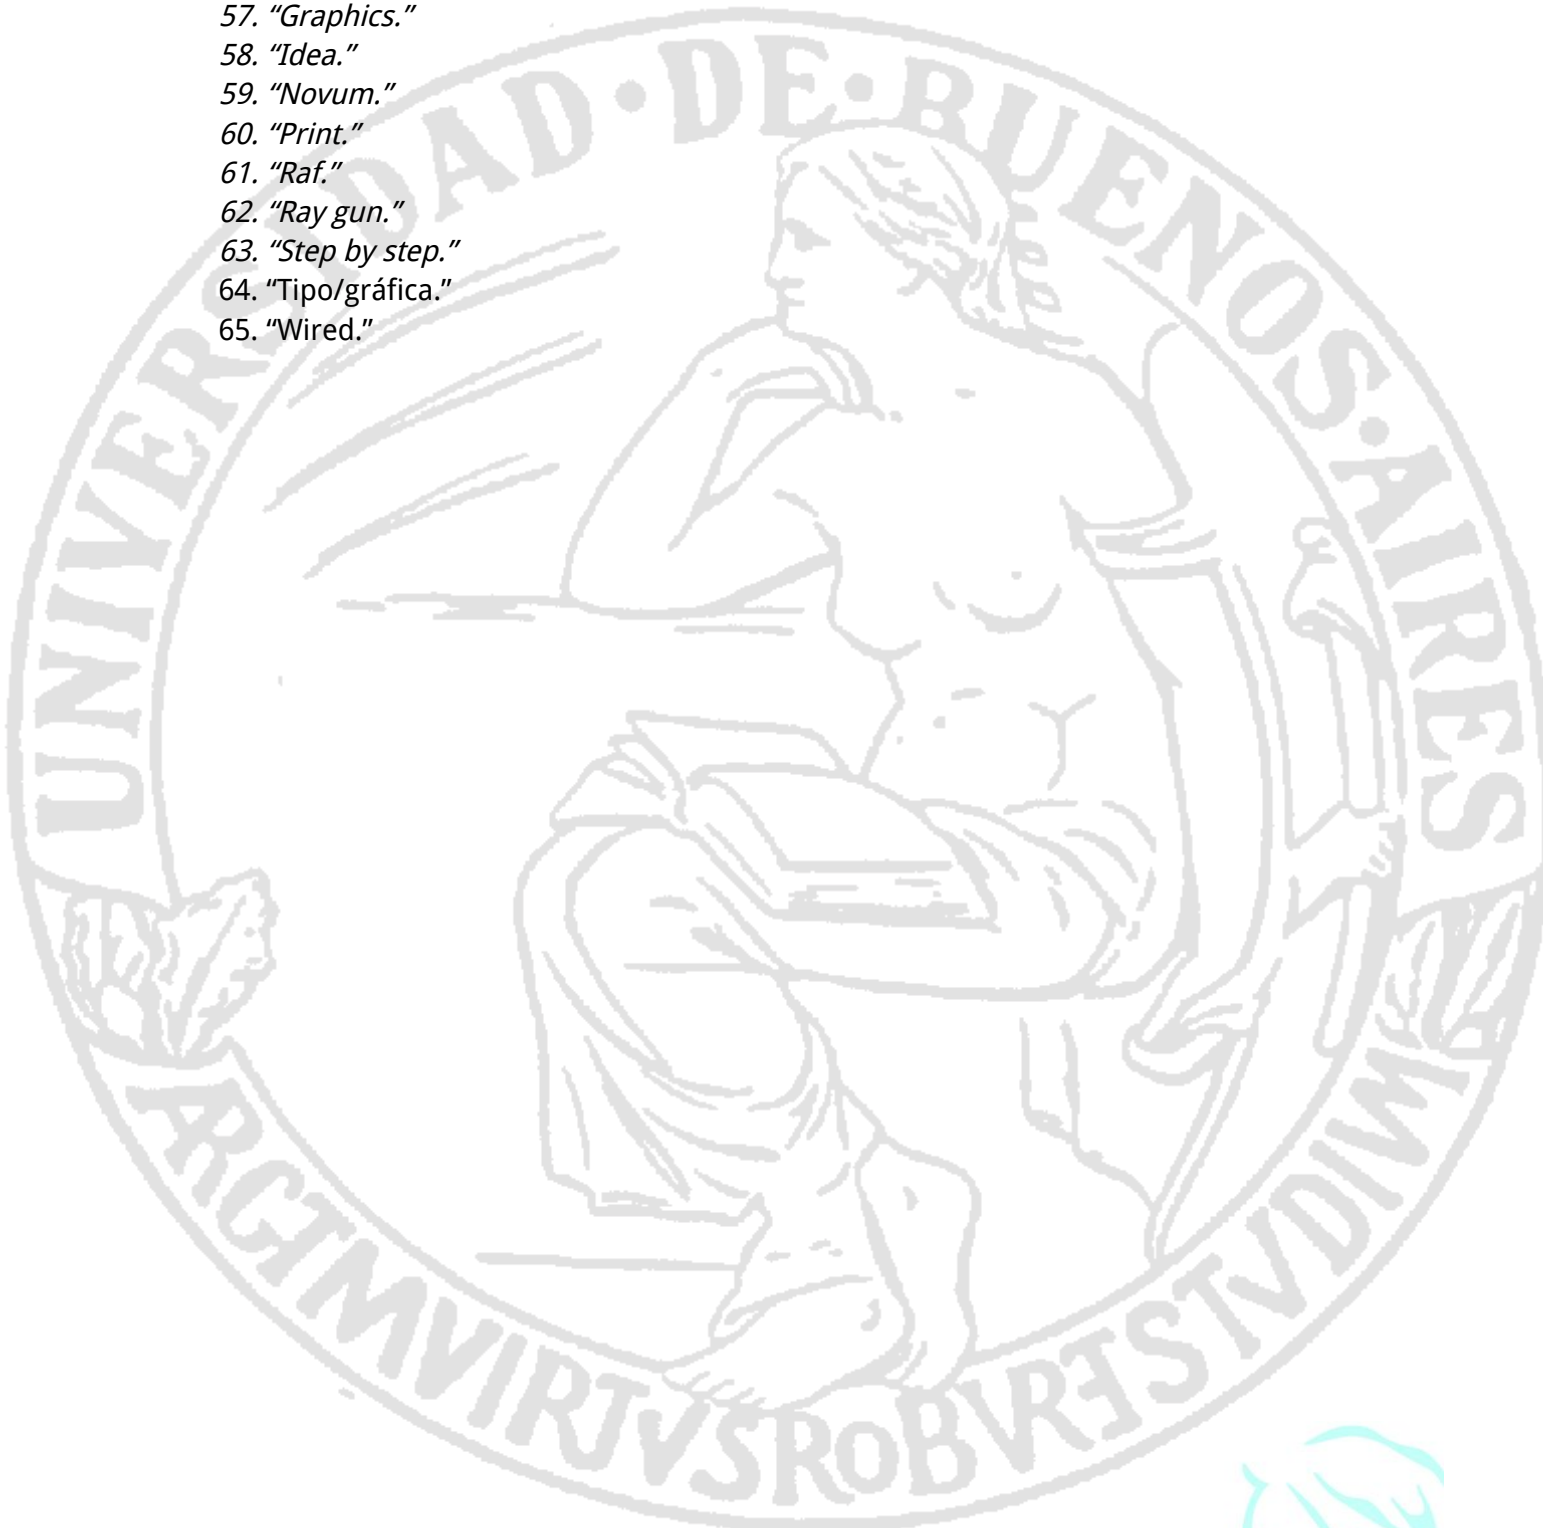 57. “Graphics.”
58. “Idea.”
59. “Novum.”
60. “Print.”
61. “Raf.”
62. “Ray gun.”
63. “Step by step.”
64. “Tipo/gráfica.”
65. “Wired.”
UNIVERSIDAD·DE·BUENOS·AIRES
ARGTMVIRTVSROBVRETSTVDIVM